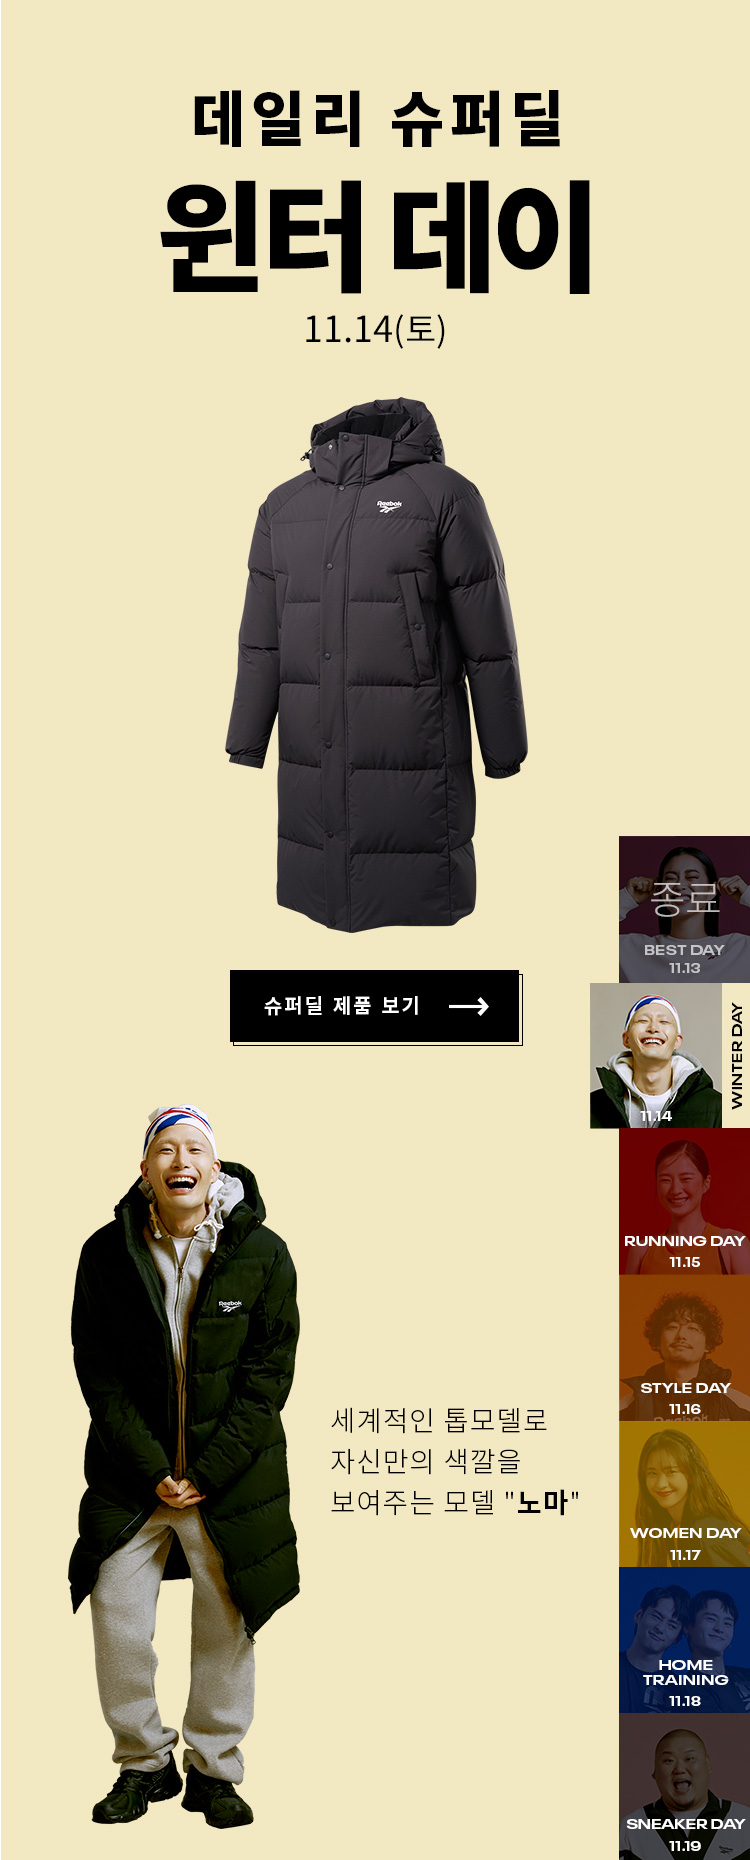 데일리 슈퍼딜
윈터 데이
11.14(토)
Reebok
슈퍼딜 제품 보기
종료
BEST DAY
11.13
WINTER DAY
11.14
RUNNING DAY
11.15
Reebok
세계적인 톱모델로
자신만의 색깔을
보여주는 모델 "노마"
STYLE DAY
11.16
Reebok
WOMEN DAY
11.17
HOME
TRAINING
11.18
SNEAKER DAY
11.19